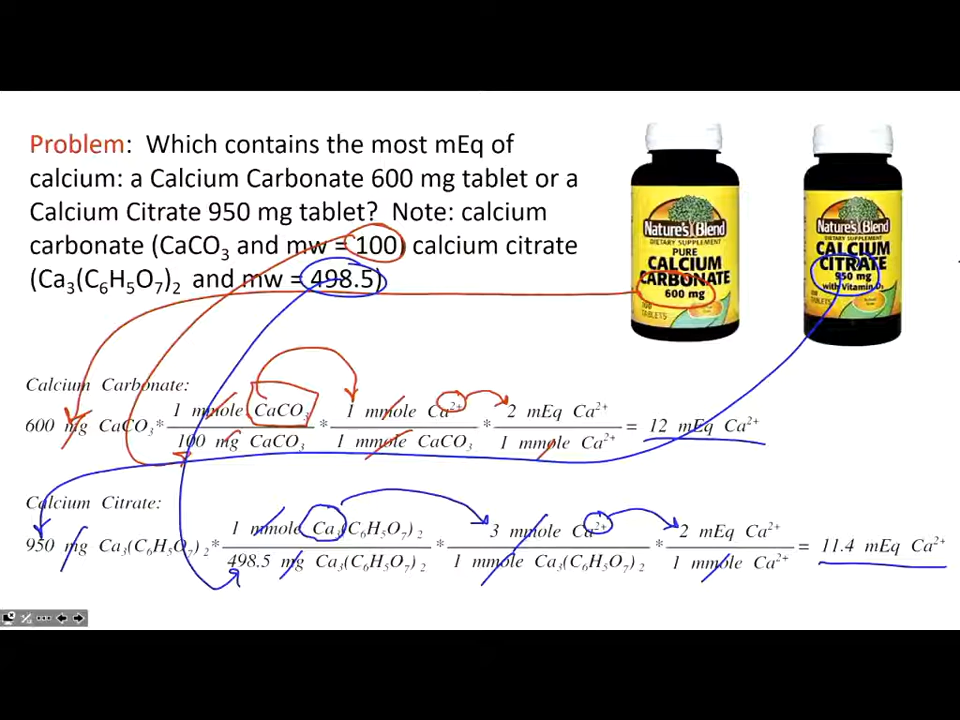 Problem: Which contains the most mEq of
calcium: a Calcium Carbonate 600 mg tablet or a
Calcium Citrate 950 mg tablet? Note: calcium
carbonate (CaCO₃ and mw = 100) calcium citrate
(Ca₃(C₆H₅O₇)₂ and mw = 498.5)
Nature's Blend
DIETARY SUPPLEMENT
PURE
CALCIUM
CARBONATE
600 mg
TABLETS
Nature's Blend
DIETARY SUPPLEMENT
CALCIUM
CITRATE
950 mg
with Vitamin D₃
TABLETS
Calcium Carbonate:
600 mg CaCO₃ * 1 mmole CaCO₃ / 100 mg CaCO₃ * 1 mmole Ca²⁺ / 1 mmole CaCO₃ * 2 mEq Ca²⁺ / 1 mmole Ca²⁺ = 12 mEq Ca²⁺
Calcium Citrate:
950 mg Ca₃(C₆H₅O₇)₂ * 1 mmole Ca₃(C₆H₅O₇)₂ / 498.5 mg Ca₃(C₆H₅O₇)₂ * 3 mmole Ca²⁺ / 1 mmole Ca₃(C₆H₅O₇)₂ * 2 mEq Ca²⁺ / 1 mmole Ca²⁺ = 11.4 mEq Ca²⁺